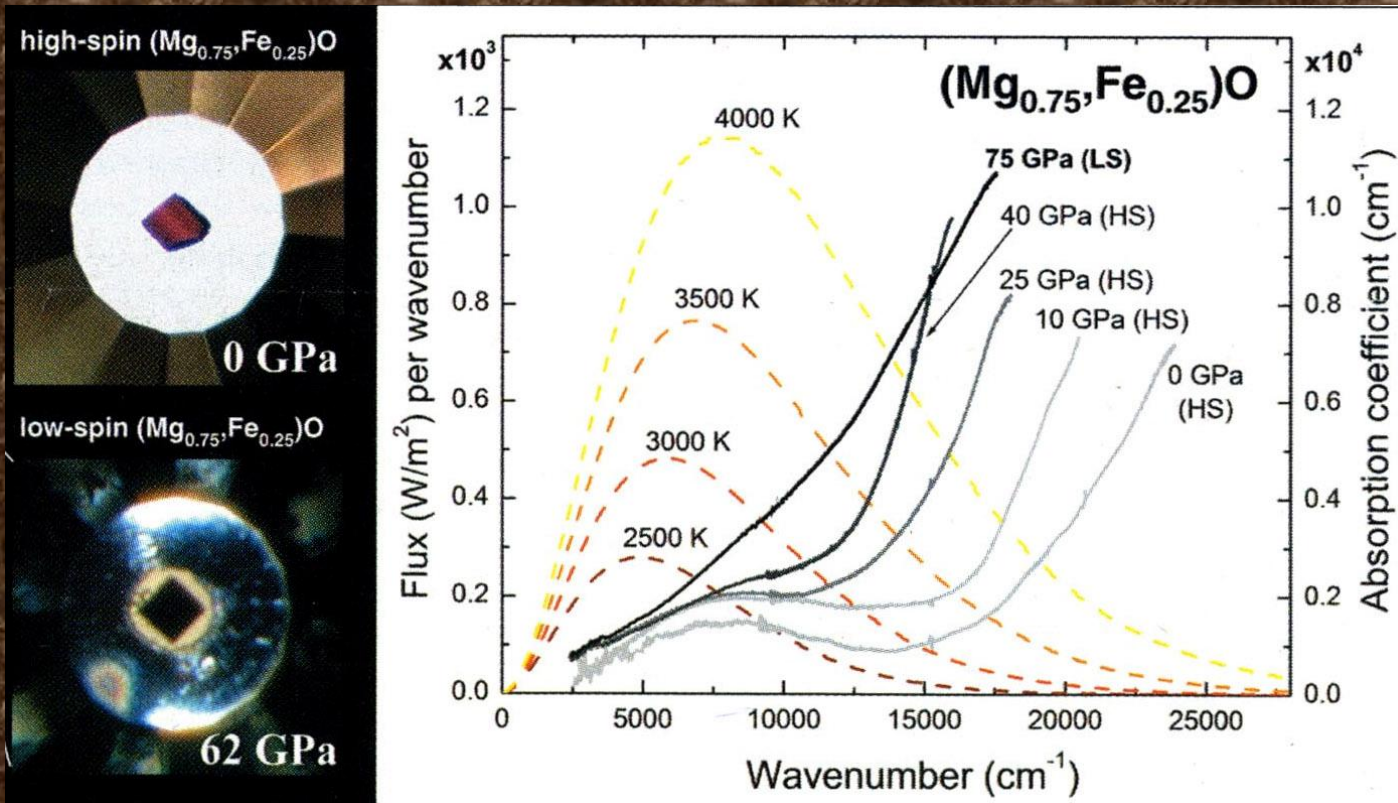 high-spin (Mg₀.₇₅,Fe₀.₂₅)O
0 GPa
low-spin (Mg₀.₇₅,Fe₀.₂₅)O
62 GPa
x10³
x10⁴
(Mg₀.₇₅,Fe₀.₂₅)O
4000 K
3500 K
3000 K
2500 K
75 GPa (LS)
40 GPa (HS)
25 GPa (HS)
10 GPa (HS)
0 GPa
(HS)
Flux (W/m²) per wavenumber
1.2
1.0
0.8
0.6
0.4
0.2
0.0
Absorption coefficient (cm⁻¹)
1.2
1.0
0.8
0.6
0.4
0.2
0.0
0 5000 10000 15000 20000 25000
Wavenumber (cm⁻¹)